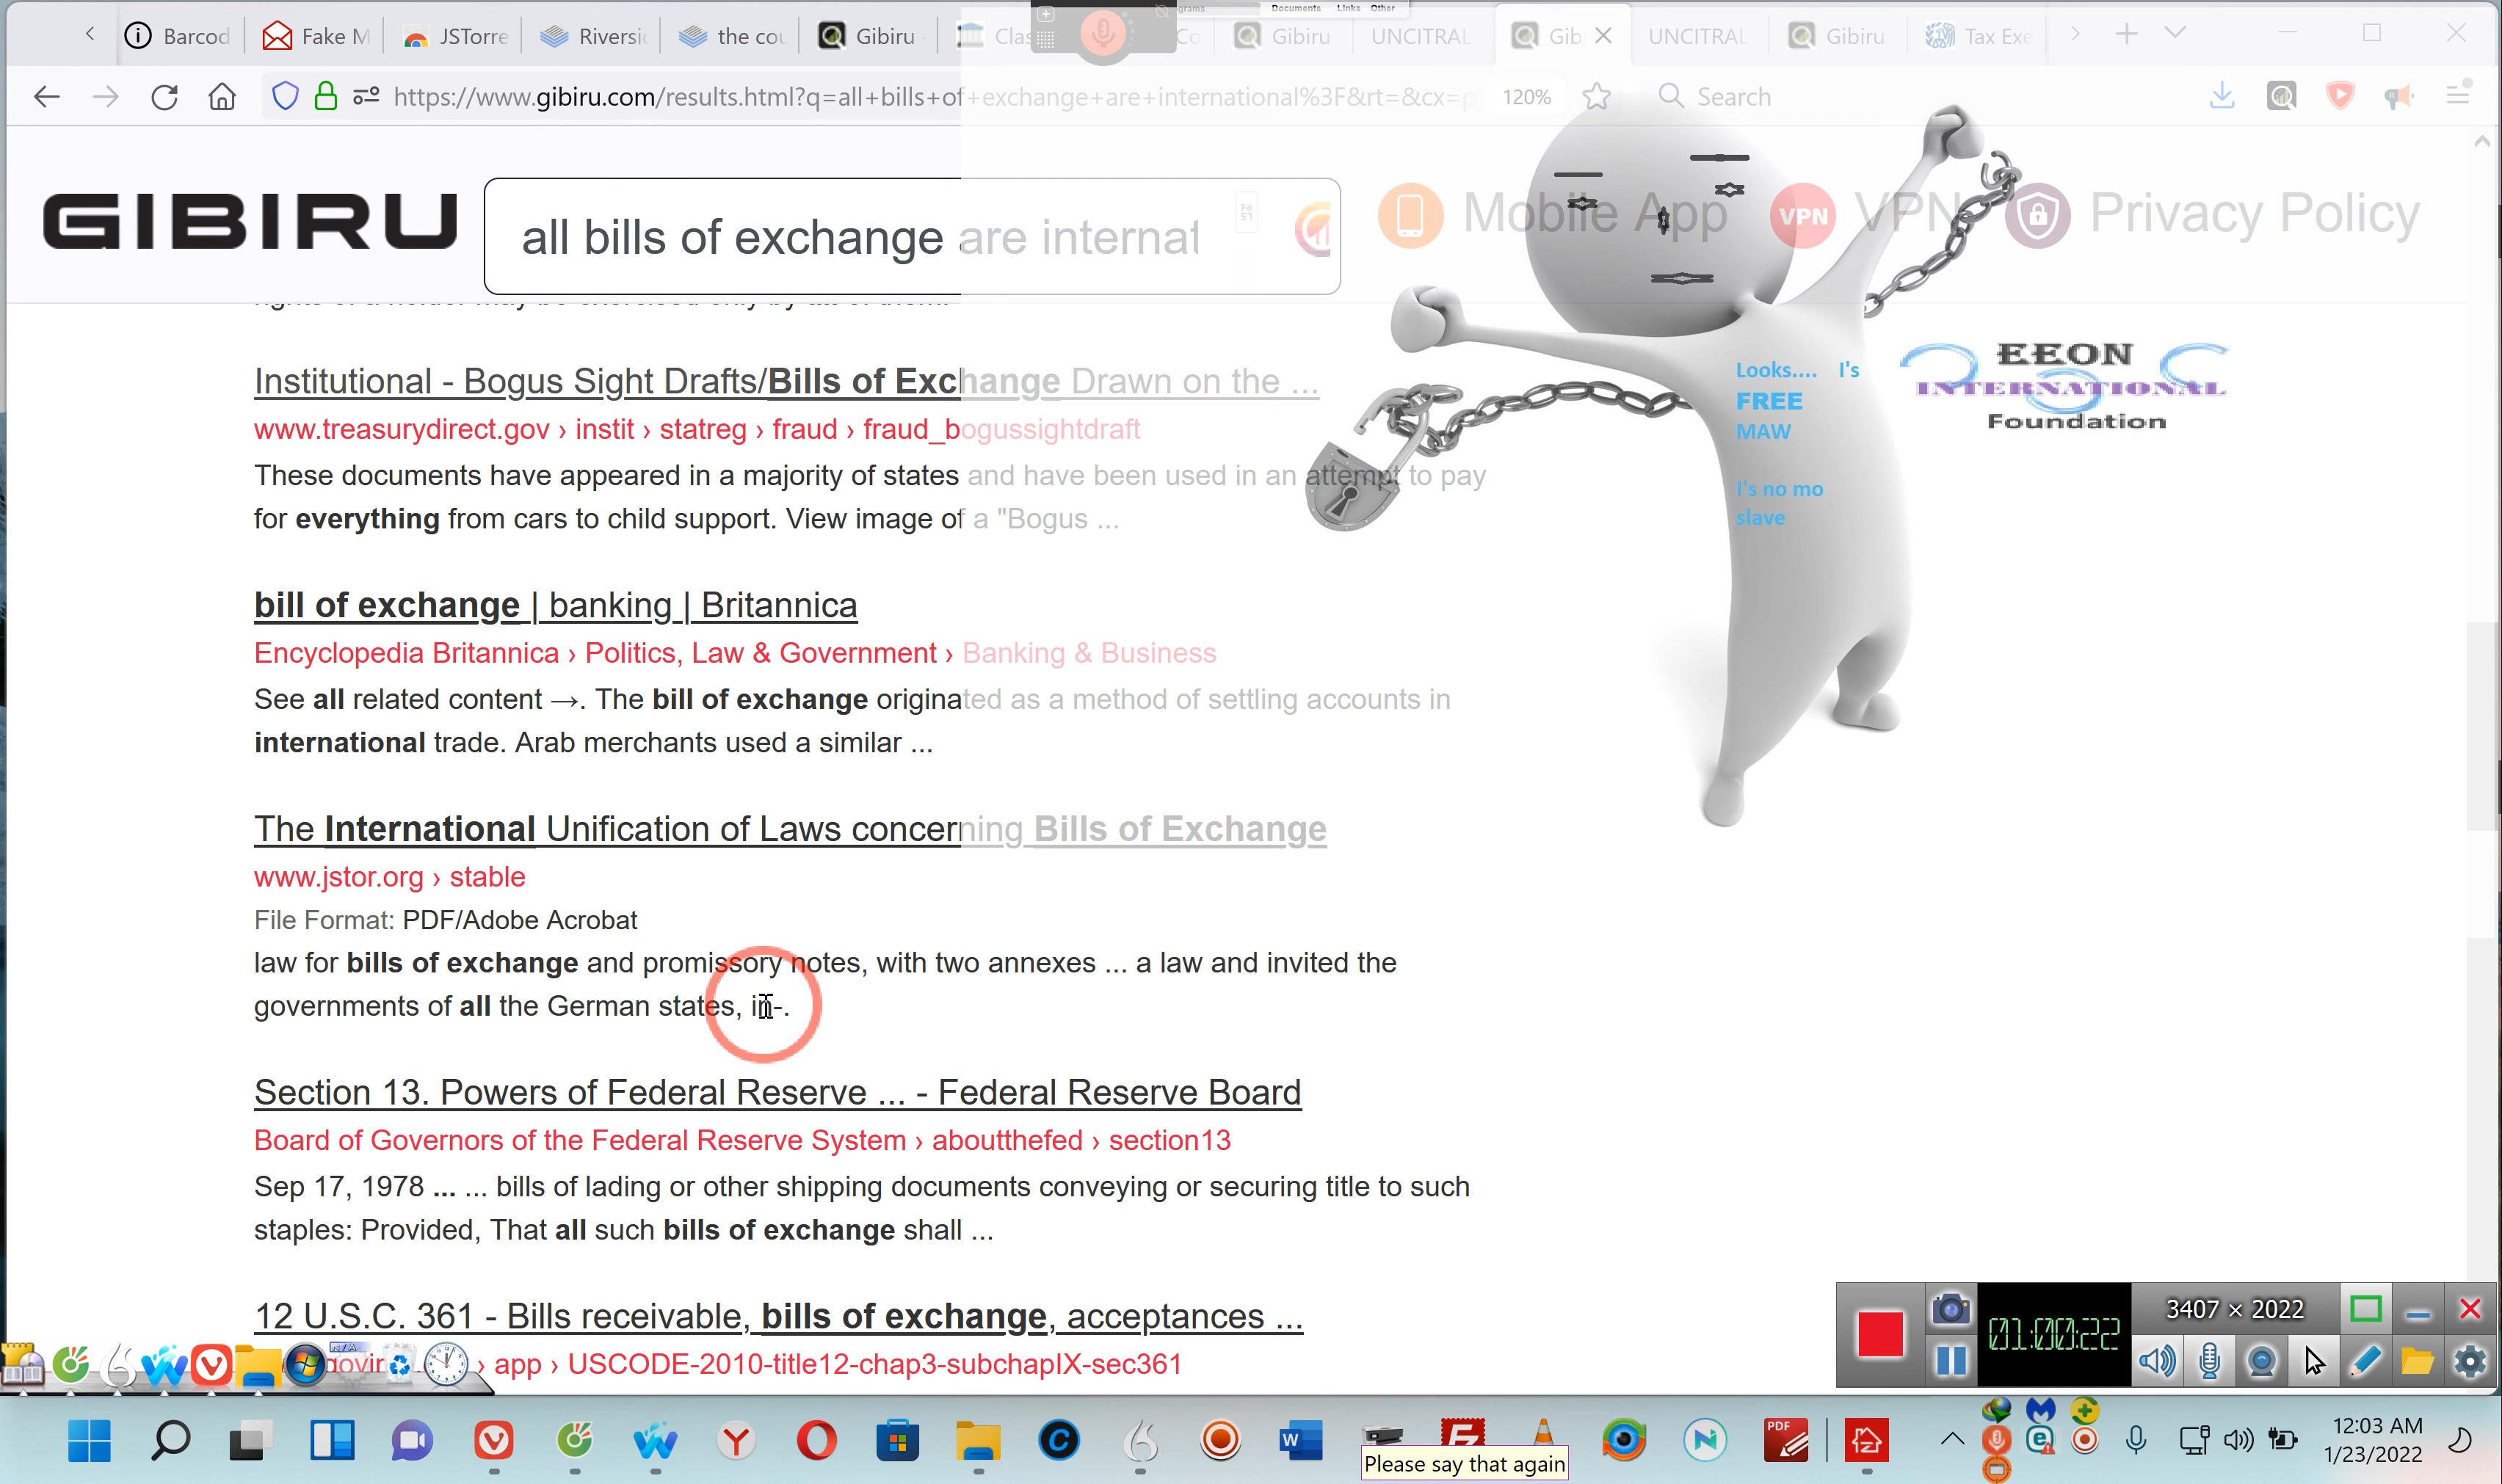 Barcod
Fake M
JSTorre
Riversi
the cou
Gibiru
Clas
Co
Gibiru
UNCITRAL
Gib
UNCITRAL
Gibiru
Tax Exe
grams
Documents
Links
Other
https://www.gibiru.com/results.html?q=all+bills+of+exchange+are+international%3F&rt=&cx=p
120%
Search
GIBIRU
all bills of exchange are internat
Mobile App
VPN
VPN
Privacy Policy
Institutional - Bogus Sight Drafts/Bills of Exchange Drawn on the ...
www.treasurydirect.gov › instit › statreg › fraud › fraud_bogussightdraft
These documents have appeared in a majority of states and have been used in an attempt to pay
for everything from cars to child support. View image of a "Bogus ...
Looks.... I's
FREE
MAW
I's no mo
slave
EEON
INTERNATIONAL
Foundation
bill of exchange | banking | Britannica
Encyclopedia Britannica › Politics, Law & Government › Banking & Business
See all related content →. The bill of exchange originated as a method of settling accounts in
international trade. Arab merchants used a similar ...
The International Unification of Laws concerning Bills of Exchange
www.jstor.org › stable
File Format: PDF/Adobe Acrobat
law for bills of exchange and promissory notes, with two annexes ... a law and invited the
governments of all the German states, in-.
Section 13. Powers of Federal Reserve ... - Federal Reserve Board
Board of Governors of the Federal Reserve System › aboutthefed › section13
Sep 17, 1978 ... ... bills of lading or other shipping documents conveying or securing title to such
staples: Provided, That all such bills of exchange shall ...
12 U.S.C. 361 - Bills receivable, bills of exchange, acceptances ...
› app › USCODE-2010-title12-chap3-subchapIX-sec361
01:00:22
3407 × 2022
PDF
Please say that again
12:03 AM
1/23/2022